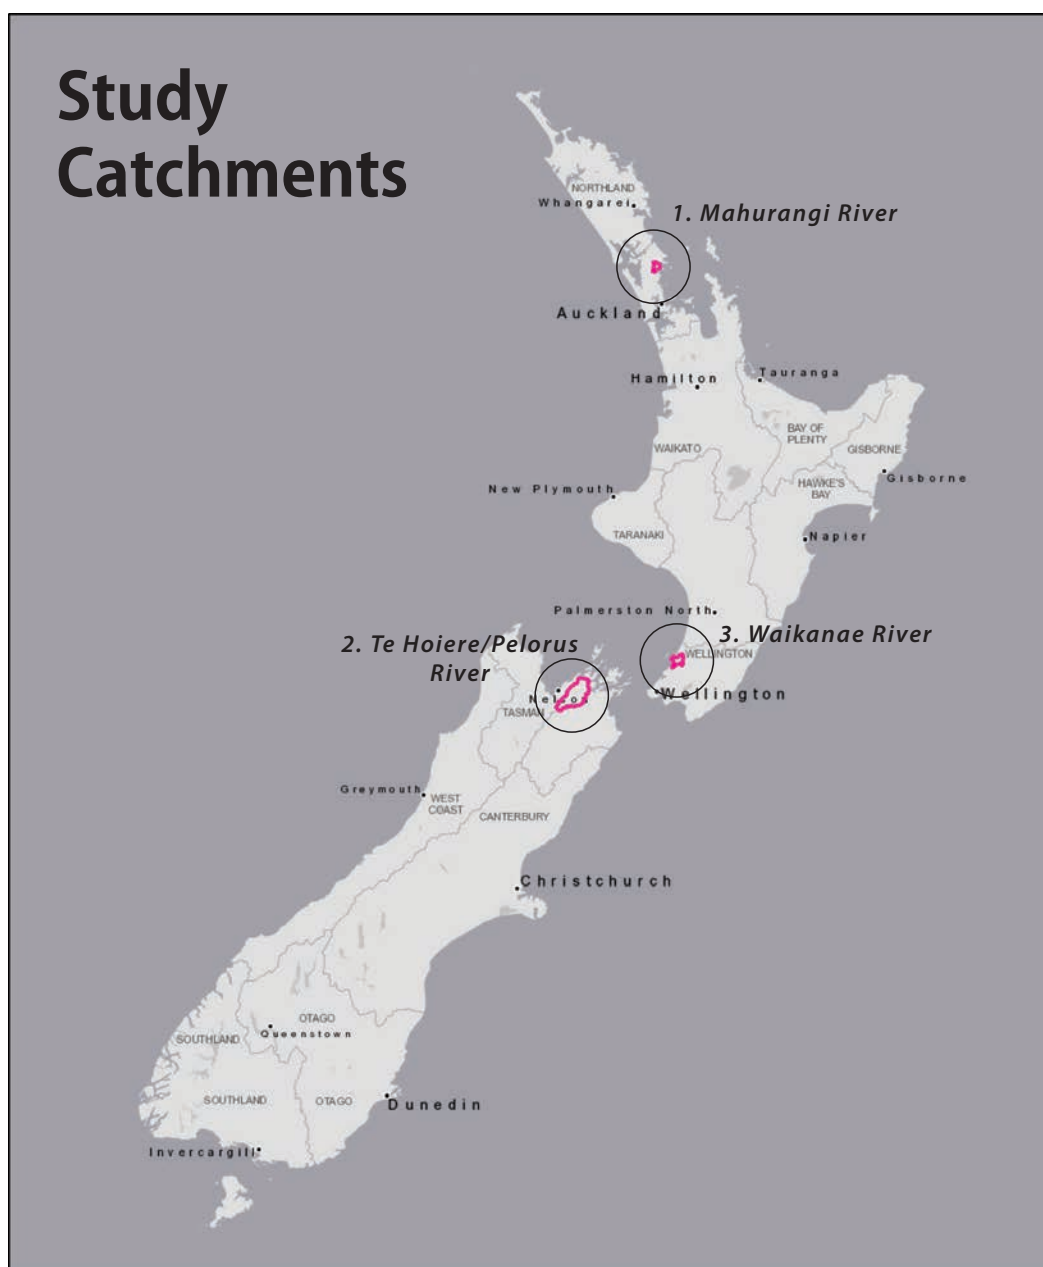 Study
Catchments
NORTHLAND
Whangarei
1. Mahurangi River
Auckland
Hamilton
Tauranga
BAY OF
PLENTY
WAIKATO
GISBORNE
Gisborne
HAWKE'S
BAY
New Plymouth
TARANAKI
Napier
Palmerston North
3. Waikanae River
2. Te Hoiere/Pelorus
River
WELLINGTON
Wellington
Nelson
TASMAN
Greymouth
WEST
COAST
CANTERBURY
Christchurch
OTAGO
Queenstown
SOUTHLAND
SOUTHLAND
OTAGO
Dunedin
Invercargill